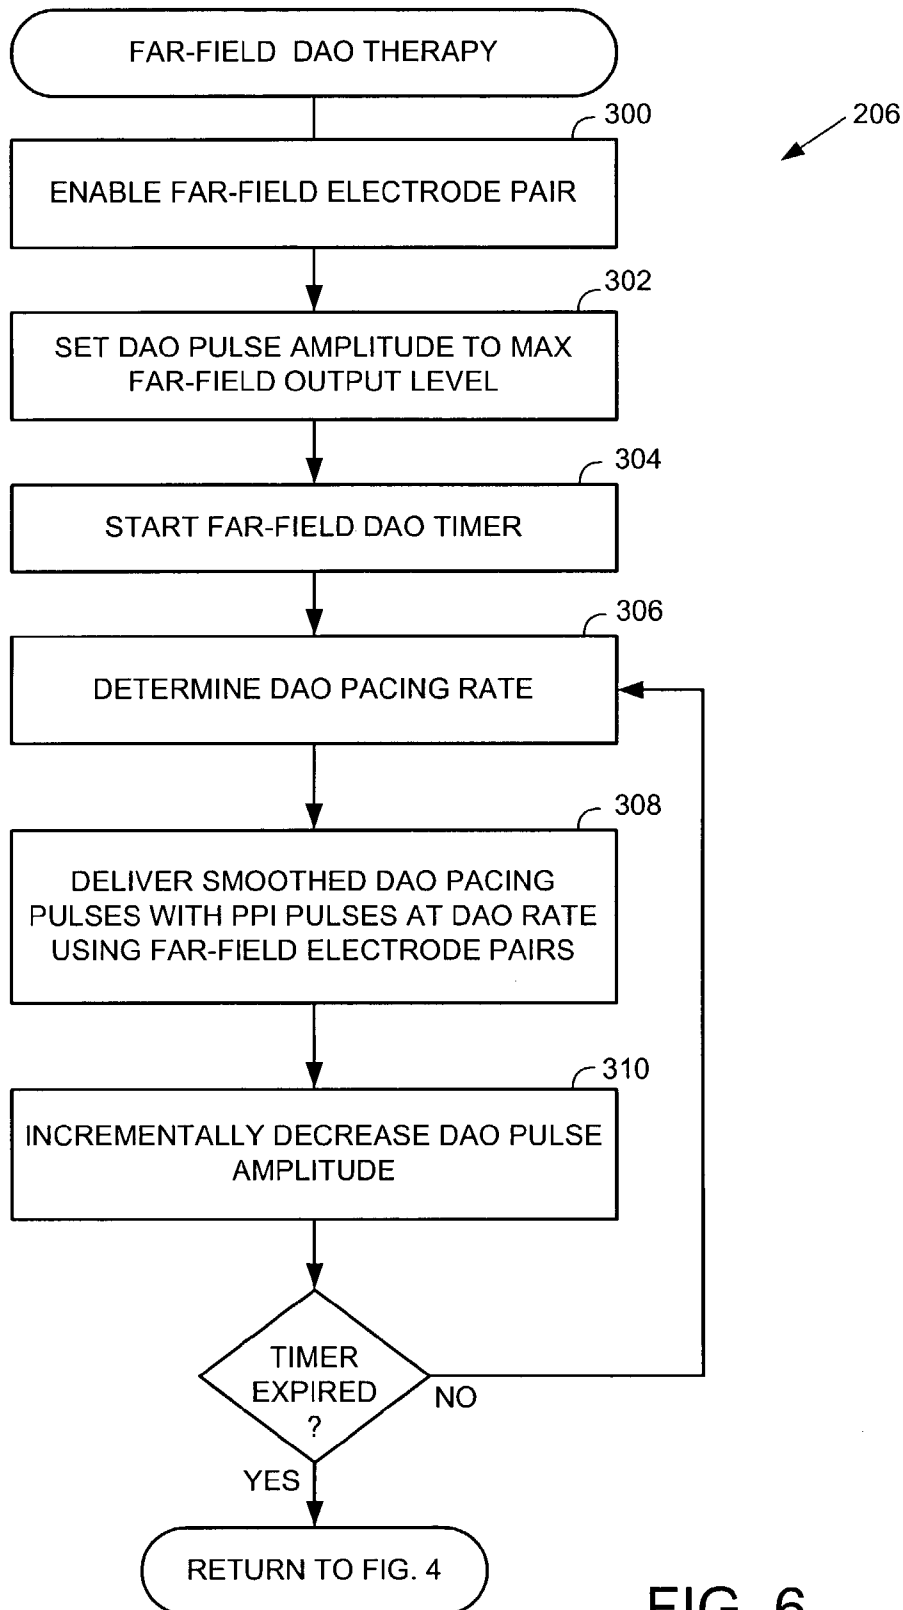 FAR-FIELD DAO THERAPY
300
206
ENABLE FAR-FIELD ELECTRODE PAIR
302
SET DAO PULSE AMPLITUDE TO MAX
FAR-FIELD OUTPUT LEVEL
304
START FAR-FIELD DAO TIMER
306
DETERMINE DAO PACING RATE
308
DELIVER SMOOTHED DAO PACING
PULSES WITH PPI PULSES AT DAO RATE
USING FAR-FIELD ELECTRODE PAIRS
310
INCREMENTALLY DECREASE DAO PULSE
AMPLITUDE
TIMER
EXPIRED
?
NO
YES
RETURN TO FIG. 4
FIG. 6